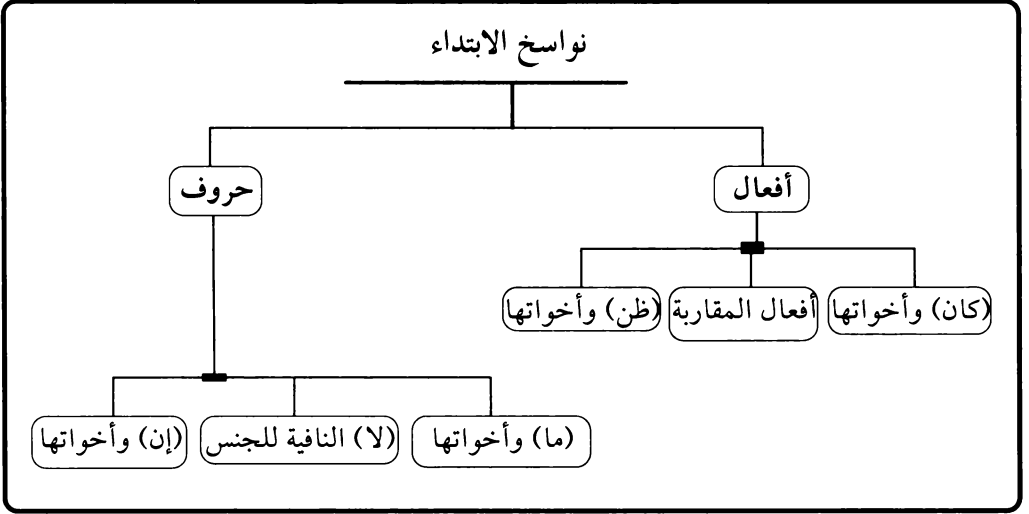 نواسخ الابتداء
أفعال
حروف
(كان) وأخواتها
أفعال المقاربة
(ظن) وأخواتها
(ما) وأخواتها
(لا) النافية للجنس
(إن) وأخواتها